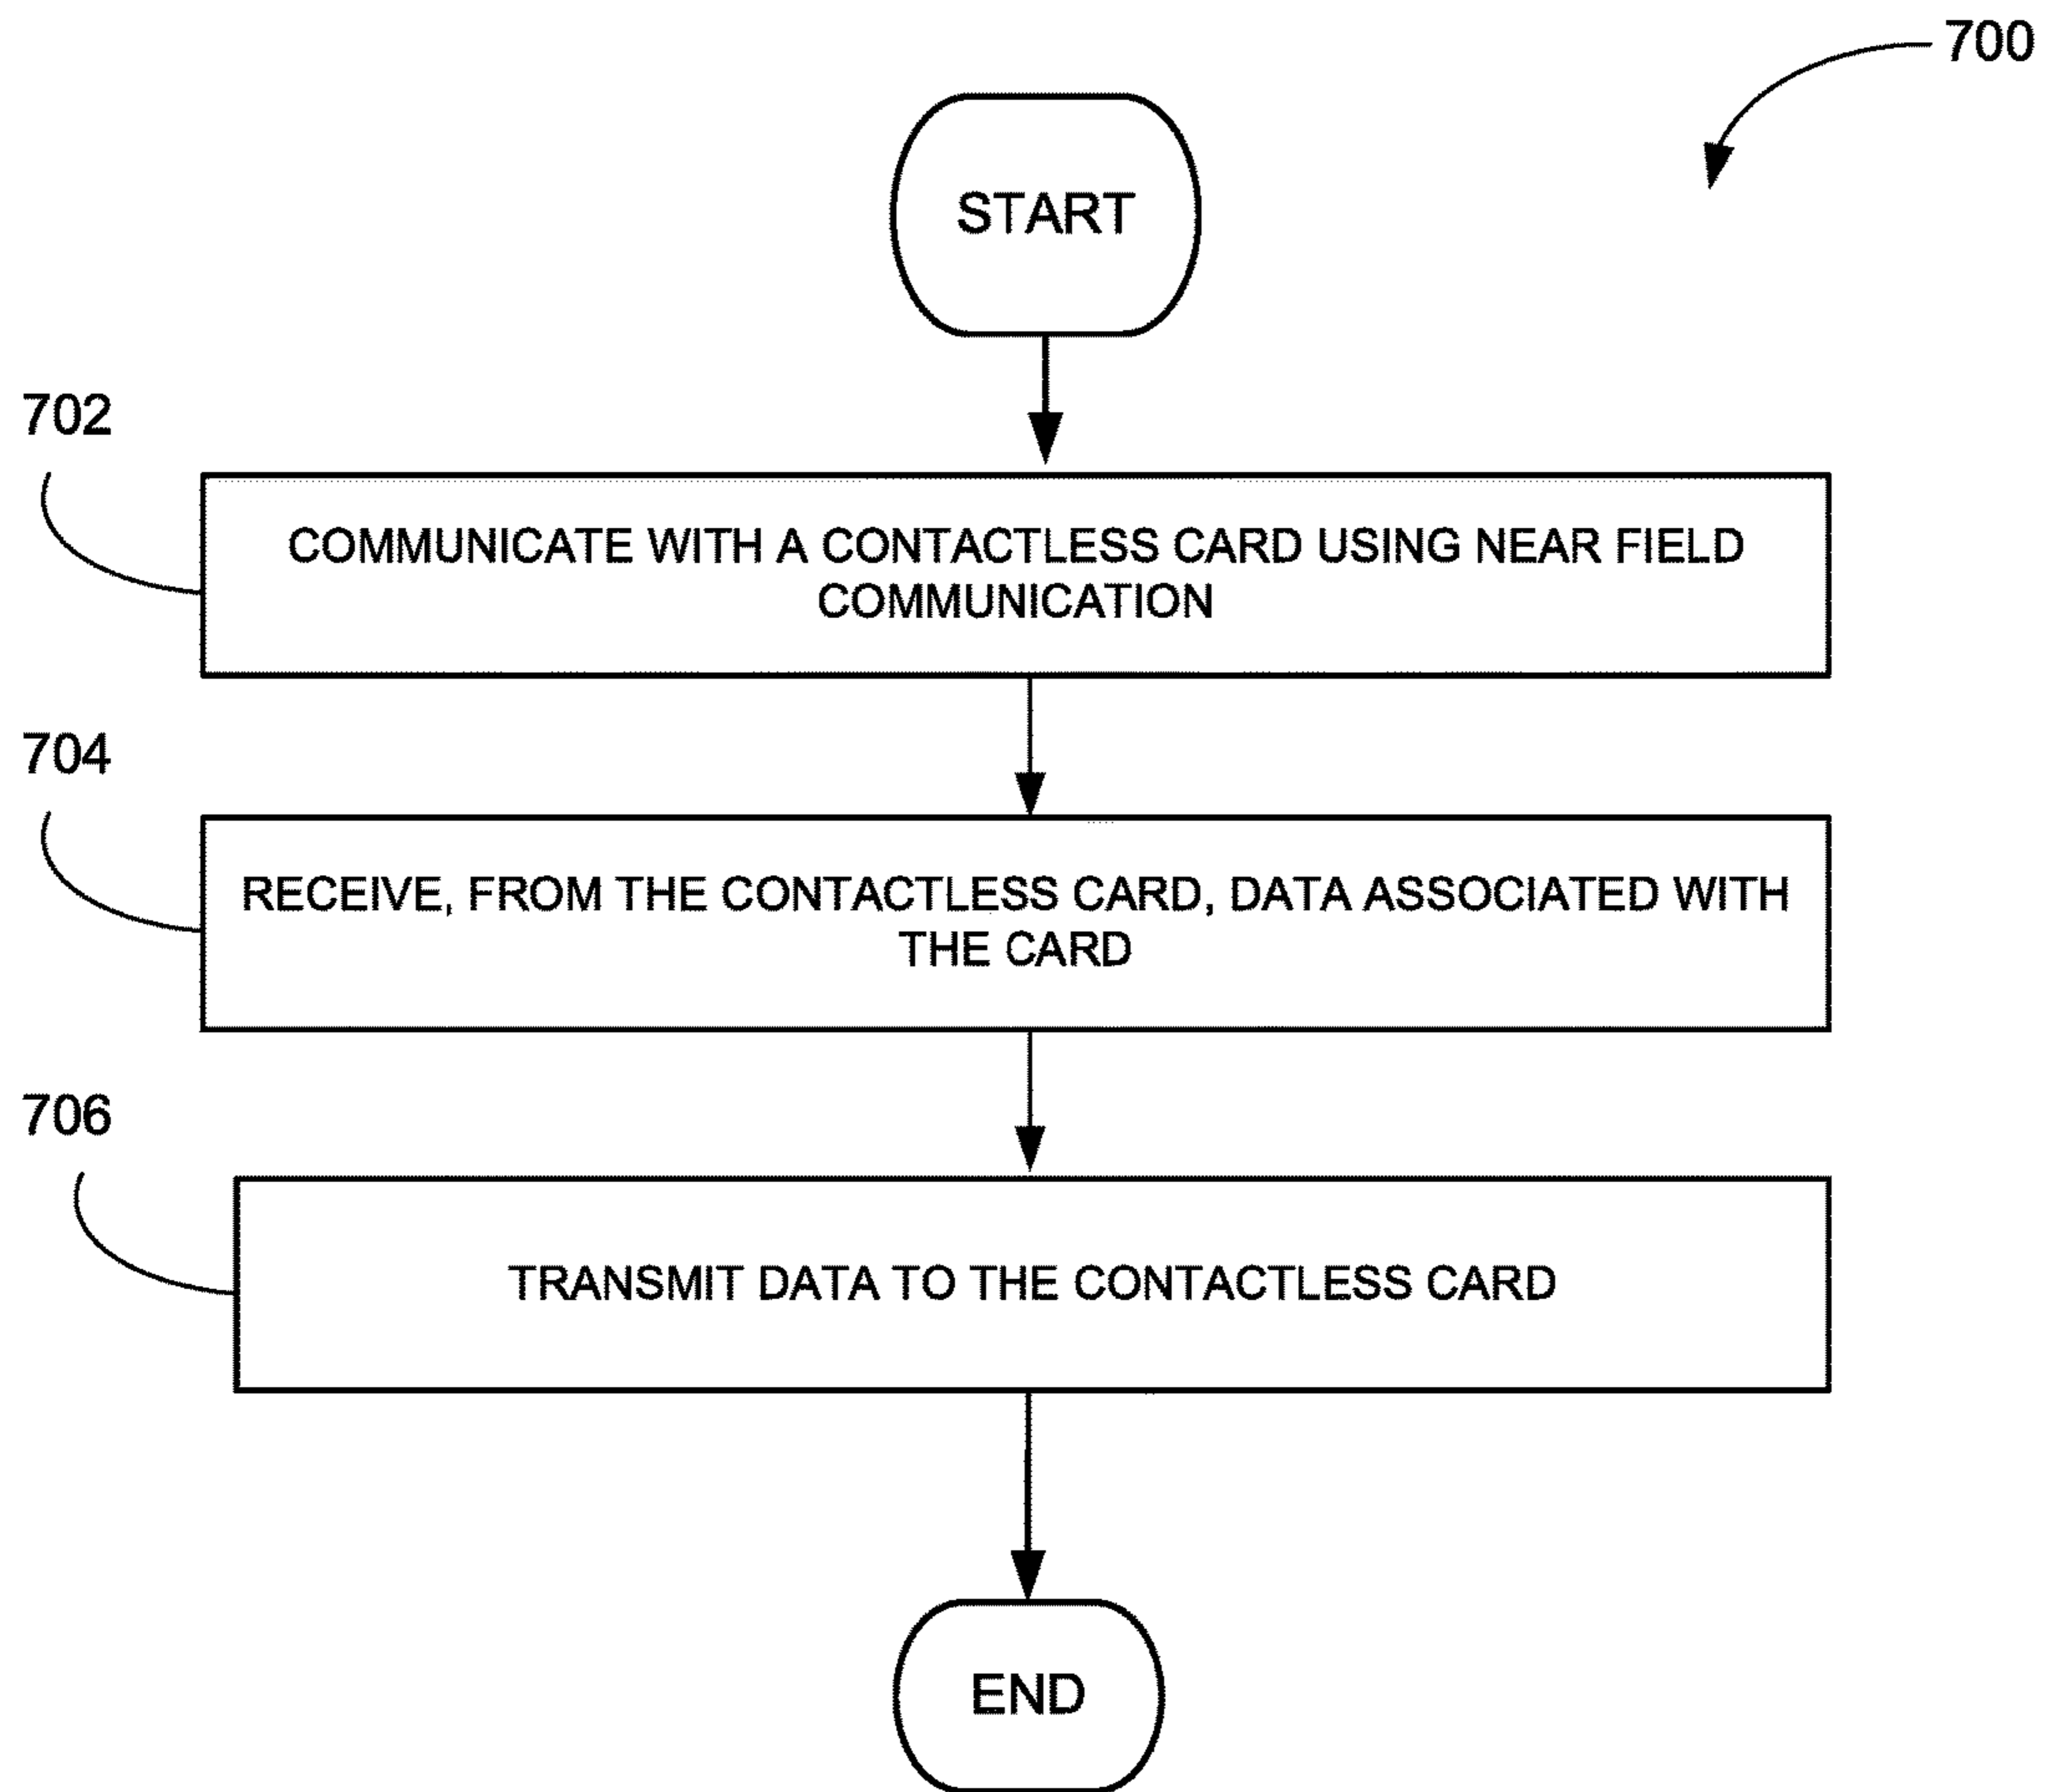 700
START
702
COMMUNICATE WITH A CONTACTLESS CARD USING NEAR FIELD
COMMUNICATION
704
RECEIVE, FROM THE CONTACTLESS CARD, DATA ASSOCIATED WITH
THE CARD
706
TRANSMIT DATA TO THE CONTACTLESS CARD
END